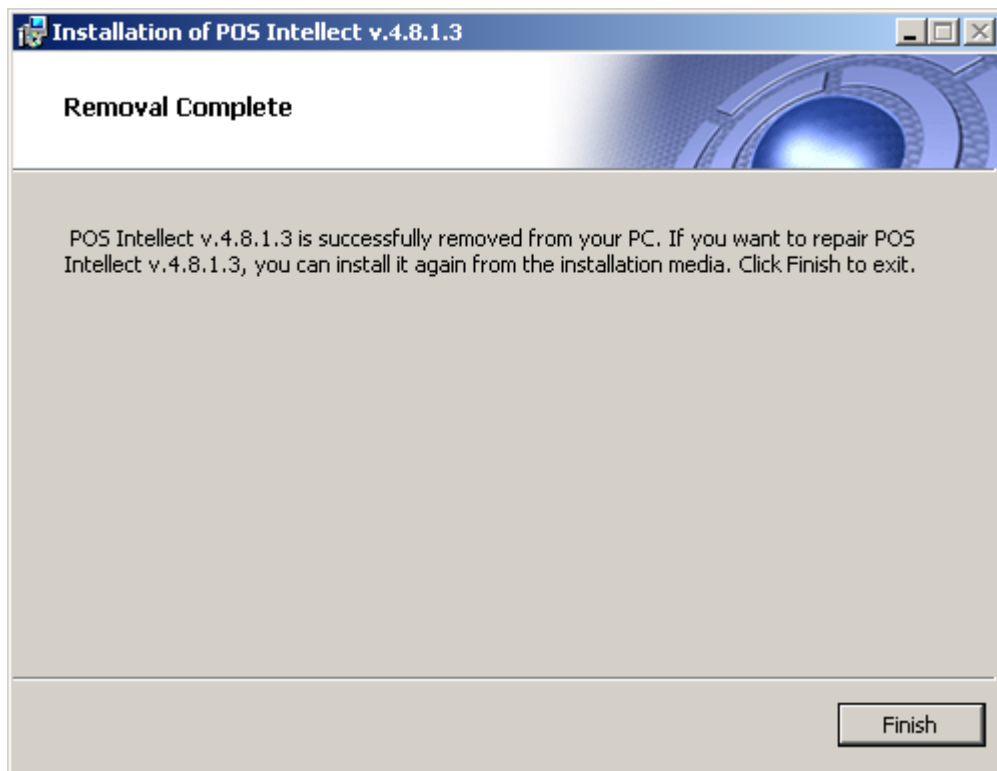 Installation of POS Intellect v.4.8.1.3
Removal Complete
POS Intellect v.4.8.1.3 is successfully removed from your PC. If you want to repair POS
Intellect v.4.8.1.3, you can install it again from the installation media. Click Finish to exit.
Finish